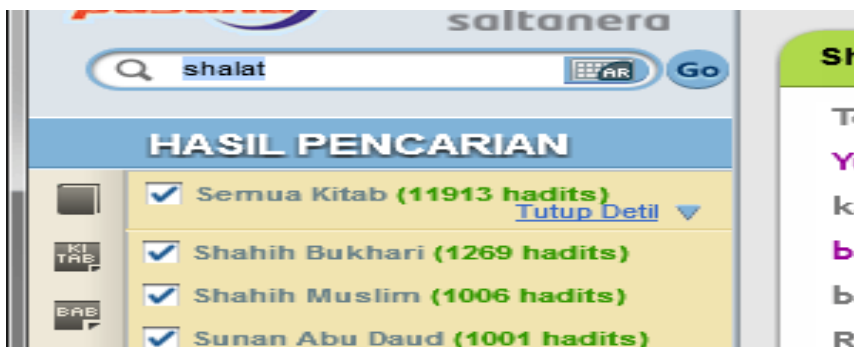 saltanera
shalat
AR
Go
HASIL PENCARIAN
Semua Kitab (11913 hadits)
Tutup Detil
KI
TAB
Shahih Bukhari (1269 hadits)
BAB
Shahih Muslim (1006 hadits)
Sunan Abu Daud (1001 hadits)